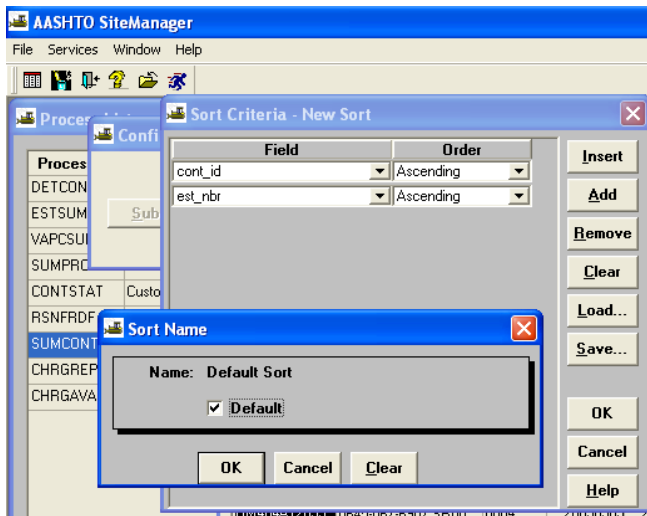 AASHTO SiteManager
File Services Window Help
Sort Criteria - New Sort
Field Order
cont_id Ascending
est_nbr Ascending
Insert
Add
Remove
Clear
Load...
Save...
OK
Cancel
Help
Confi
Sub
Proces
DETCON
ESTSUM
VAPCSU
SUMPRO
CONTSTAT Custo
RSNFRDF
SUMCONT
CHRGREP
CHRGAVA
Sort Name
Name: Default Sort
Default
OK Cancel Clear